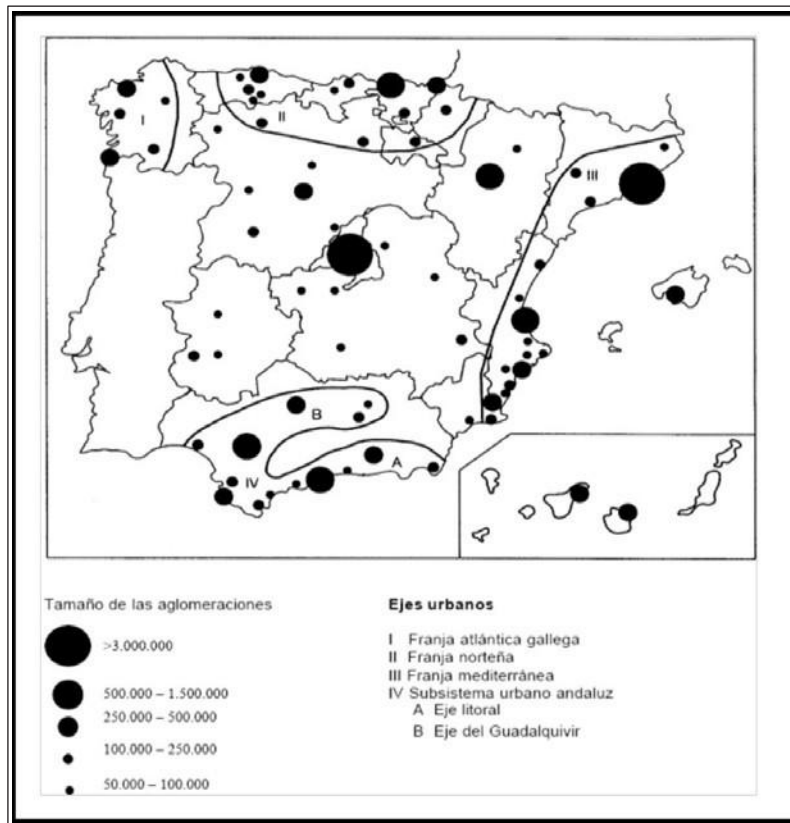 I
II
III
B
A
IV
Tamaño de las aglomeraciones
>3.000.000
500.000 – 1.500.000
250.000 – 500.000
100.000 – 250.000
50.000 – 100.000
Ejes urbanos
I Franja atlántica gallega
II Franja norteña
III Franja mediterránea
IV Subsistema urbano andaluz
A Eje litoral
B Eje del Guadalquivir